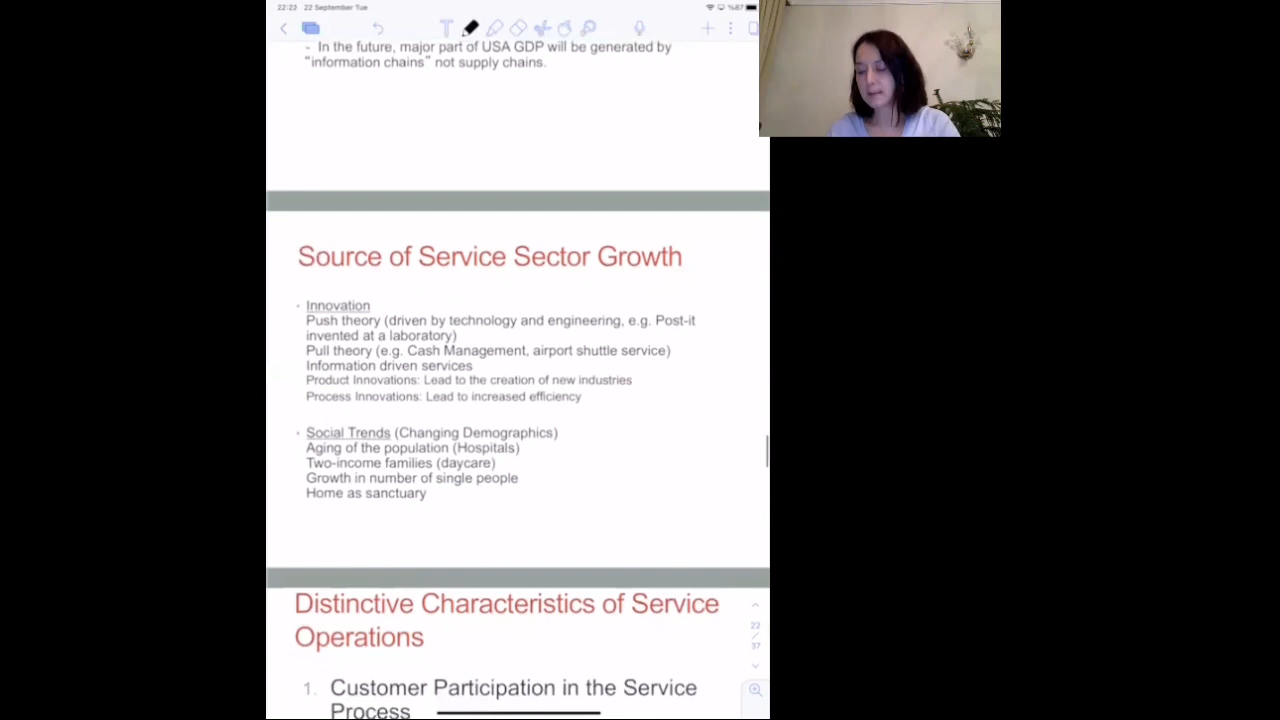 22:23 22 September Tue
%87
- In the future, major part of USA GDP will be generated by
"information chains" not supply chains.
Source of Service Sector Growth
• Innovation
Push theory (driven by technology and engineering, e.g. Post-it
invented at a laboratory)
Pull theory (e.g. Cash Management, airport shuttle service)
Information driven services
Product Innovations: Lead to the creation of new industries
Process Innovations: Lead to increased efficiency
• Social Trends (Changing Demographics)
Aging of the population (Hospitals)
Two-income families (daycare)
Growth in number of single people
Home as sanctuary
Distinctive Characteristics of Service
Operations
22
/
37
1. Customer Participation in the Service
Process